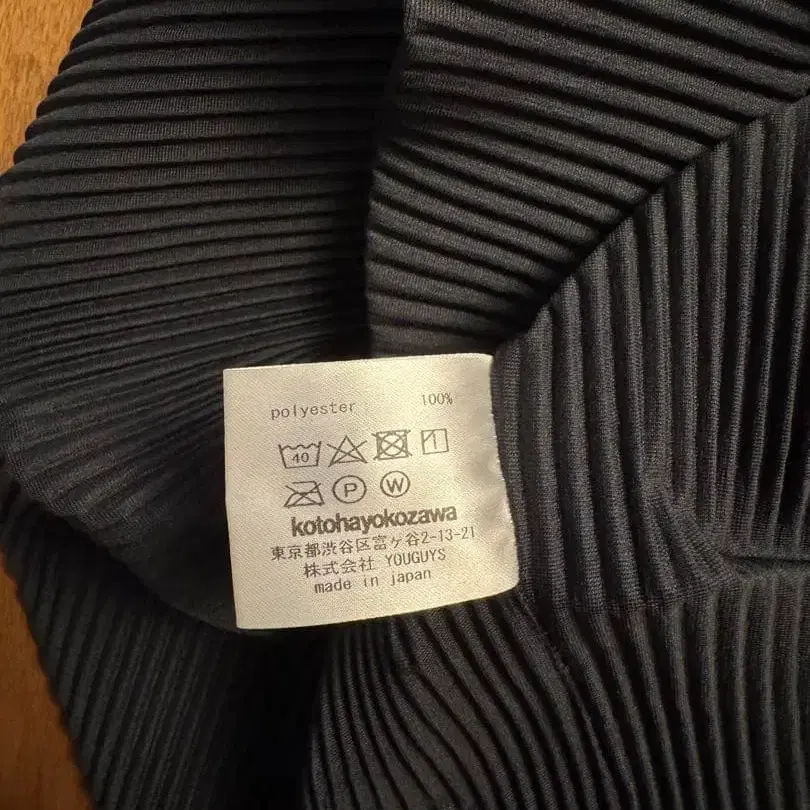 polyester 100%
40
P W
kotohayokozawa
東京都渋谷区富ヶ谷2-13-21
株式会社 YOUGUYS
made in japan